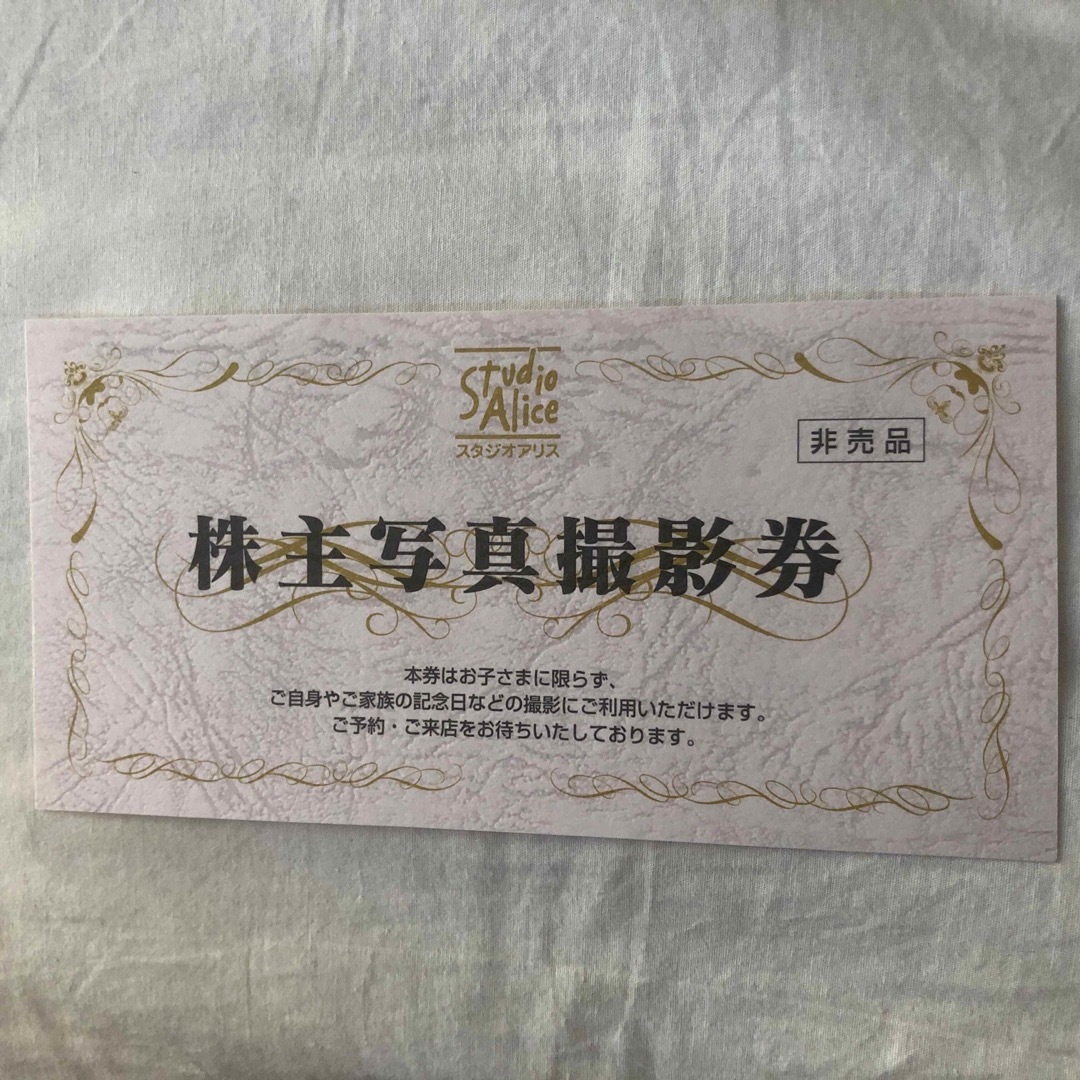 Studio
Alice
スタジオアリス
非売品
株主写真撮影券
本券はお子さまに限らず、
ご自身やご家族の記念日などの撮影にご利用いただけます。
ご予約・ご来店をお待ちいたしております。